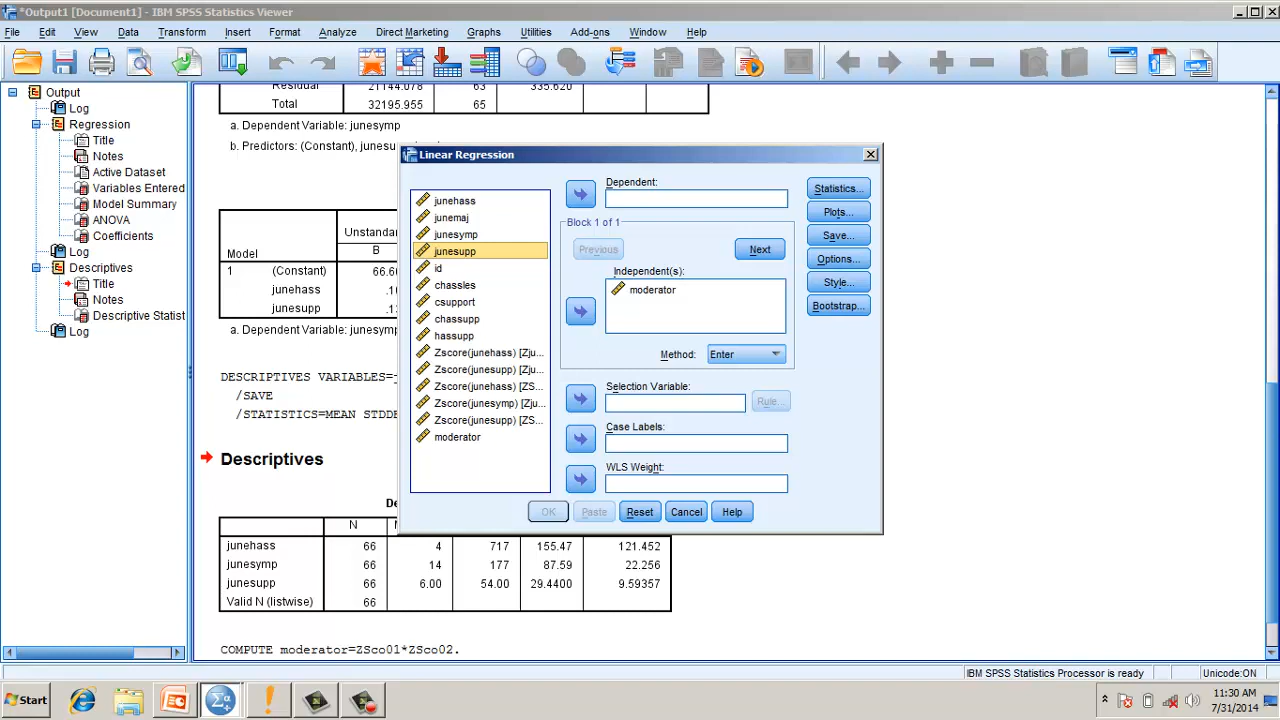 *Output1 [Document1] - IBM SPSS Statistics Viewer
File Edit View Data Transform Insert Format Analyze Direct Marketing Graphs Utilities Add-ons Window Help
Output
Log
Regression
Title
Notes
Active Dataset
Variables Entered
Model Summary
ANOVA
Coefficients
Log
Descriptives
Title
Notes
Descriptive Statist
Log
Residual 21144.078 63 335.620
Total 32195.955 65
a. Dependent Variable: junesymp
b. Predictors: (Constant), junesu
Unstanda
Model B
1 (Constant) 66.6
junehass
junesupp
a. Dependent Variable: junesymp
DESCRIPTIVES VARIABLES=
/SAVE
/STATISTICS=MEAN STDDE
Descriptives
De
N M
junehass 66 4 717 155.47 121.452
junesymp 66 14 177 87.59 22.256
junesupp 66 6.00 54.00 29.4400 9.59357
Valid N (listwise) 66
COMPUTE moderator=ZSco01*ZSco02.
Linear Regression
junehass
junemaj
junesymp
junesupp
id
chassles
csupport
chassupp
hassupp
Zscore(junehass) [Zju...
Zscore(junesupp) [Zju...
Zscore(junehass) [ZS...
Zscore(junesymp) [Zju...
Zscore(junesupp) [ZS...
moderator
Dependent:
Block 1 of 1
Previous Next
Independent(s):
moderator
Method: Enter
Selection Variable:
Rule...
Case Labels:
WLS Weight:
Statistics...
Plots...
Save...
Options...
Style...
Bootstrap...
OK Paste Reset Cancel Help
IBM SPSS Statistics Processor is ready Unicode:ON
Start
11:30 AM
7/31/2014